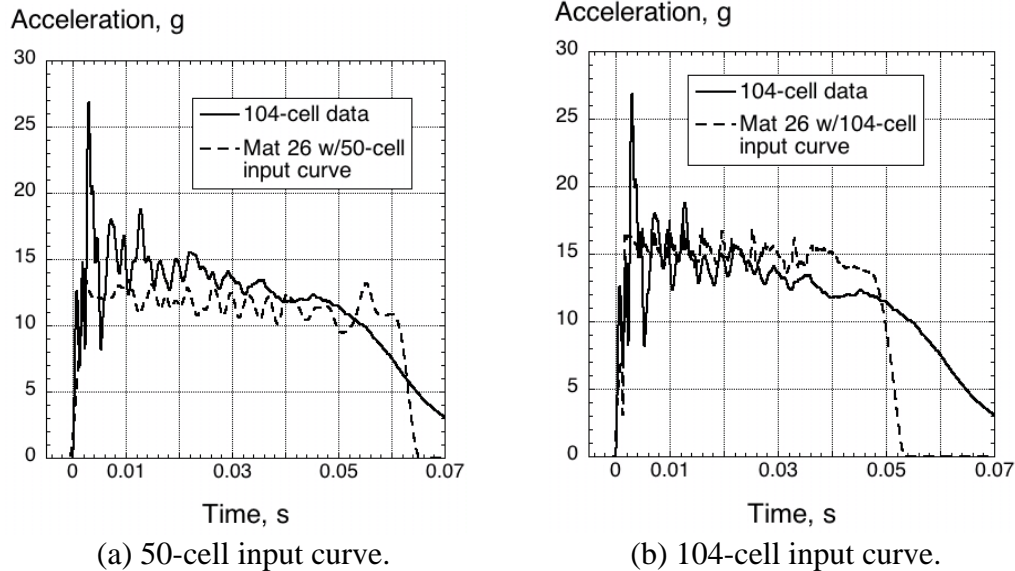 Acceleration, g
30
25
20
15
10
5
0
0
0.01
0.03
0.05
0.07
104-cell data
Mat 26 w/50-cell
input curve
Time, s
(a) 50-cell input curve.
Acceleration, g
30
25
20
15
10
5
0
0
0.01
0.03
0.05
0.07
104-cell data
Mat 26 w/104-cell
input curve
Time, s
(b) 104-cell input curve.